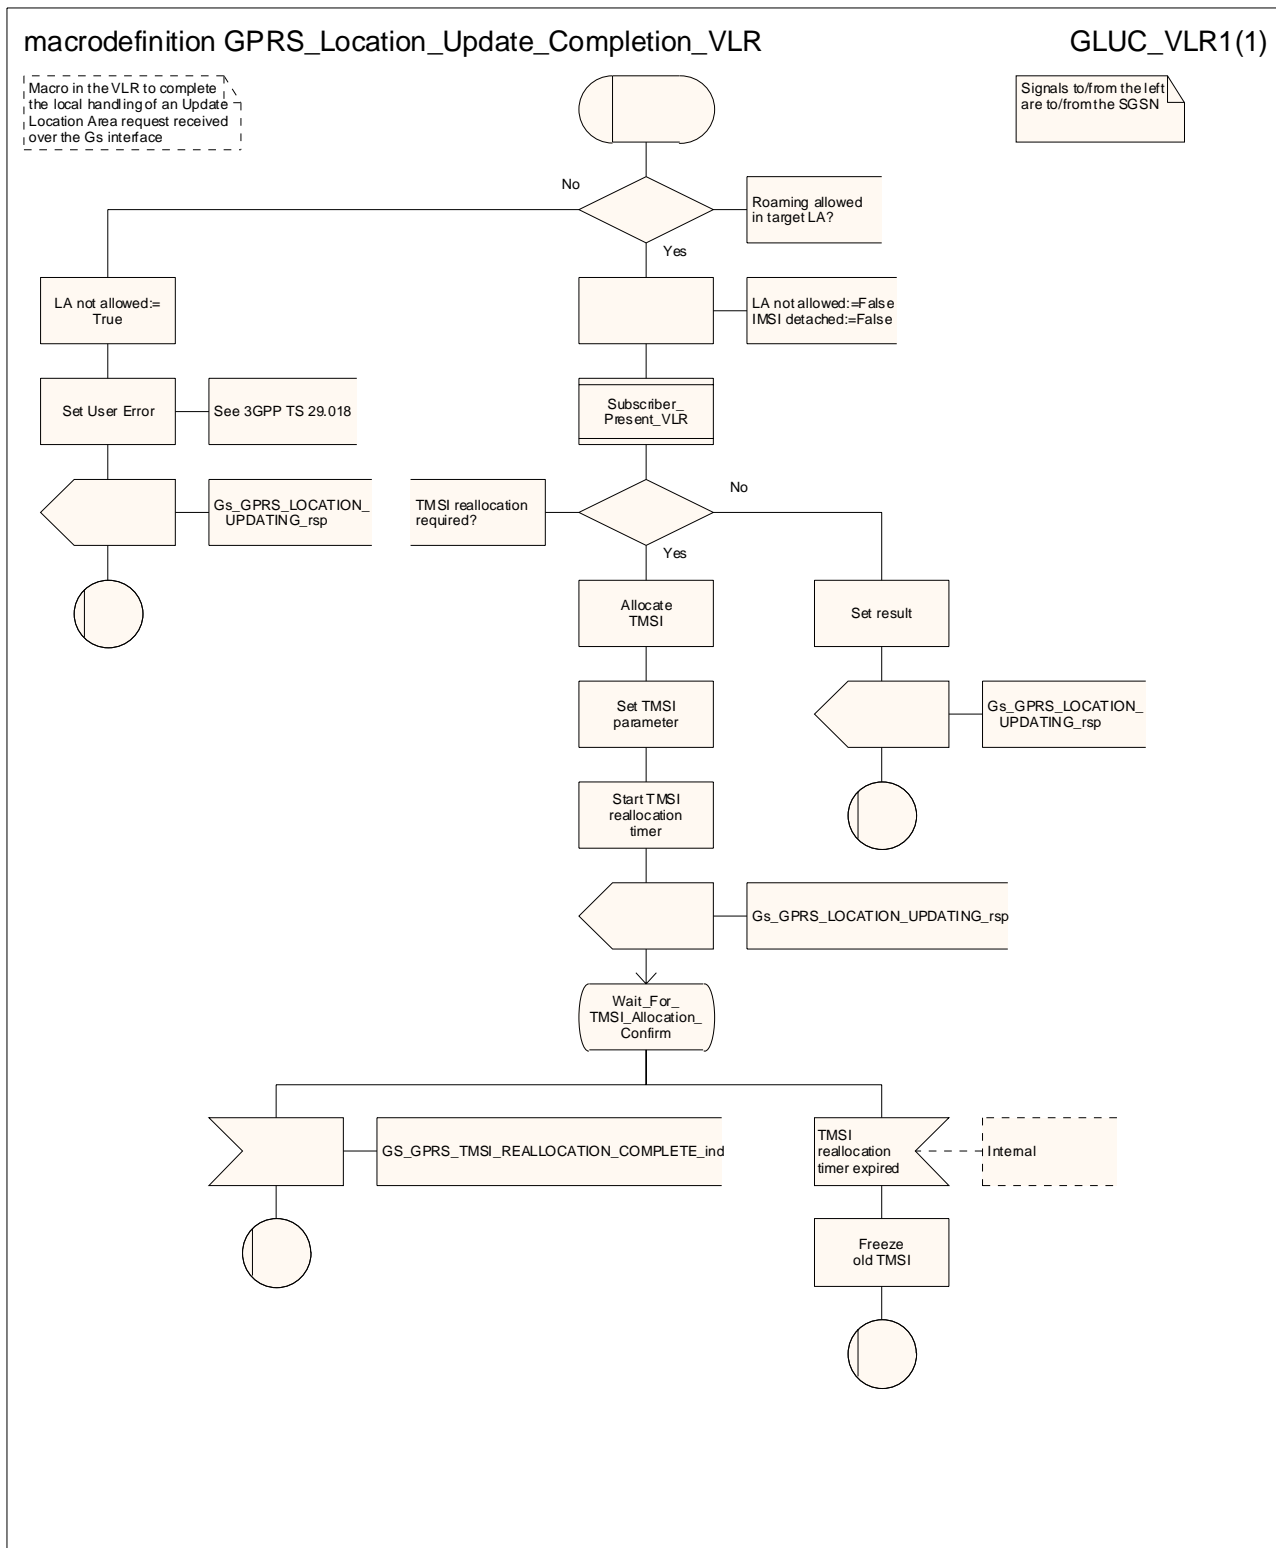 macrodefinition GPRS_Location_Update_Completion_VLR
GLUC_VLR1(1)
Macro in the VLR to complete
the local handling of an Update
Location Area request received
over the Gs interface
Signals to/from the left
are to/from the SGSN
No
Roaming allowed
in target LA?
Yes
LA not allowed:=
True
LA not allowed:=False
IMSI detached:=False
Set User Error
See 3GPP TS 29.018
Subscriber_
Present_VLR
Gs_GPRS_LOCATION_
UPDATING_rsp
TMSI reallocation
required?
No
Yes
Allocate
TMSI
Set result
Set TMSI
parameter
Gs_GPRS_LOCATION_
UPDATING_rsp
Start TMSI
reallocation
timer
Gs_GPRS_LOCATION_UPDATING_rsp
Wait_For_
TMSI_Allocation_
Confirm
GS_GPRS_TMSI_REALLOCATION_COMPLETE_ind
TMSI
reallocation
timer expired
Internal
Freeze
old TMSI